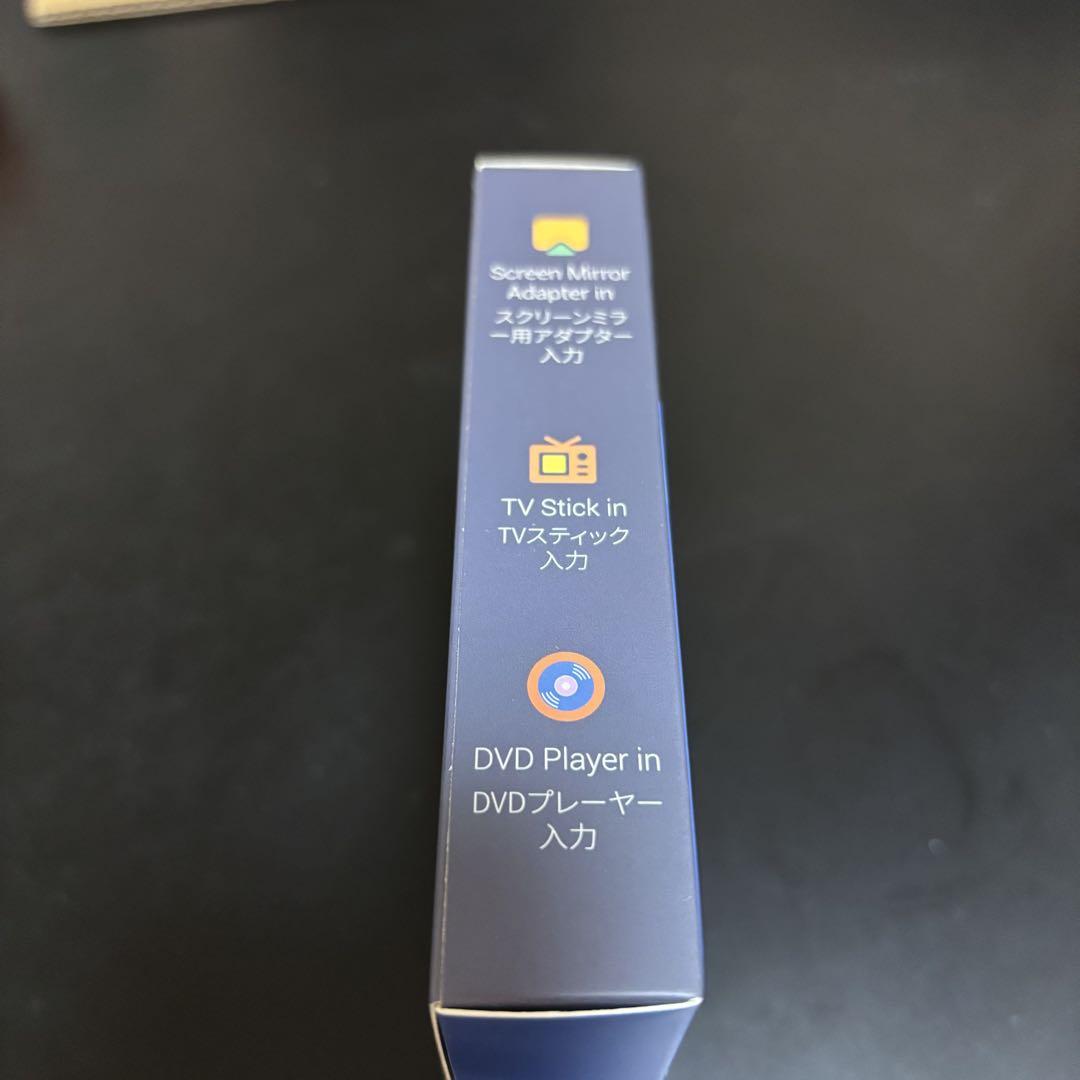 Screen Mirror
Adapter in
スクリーンミラ
ー用アダプター
入力
TV Stick in
TVスティック
入力
DVD Player in
DVDプレーヤー
入力